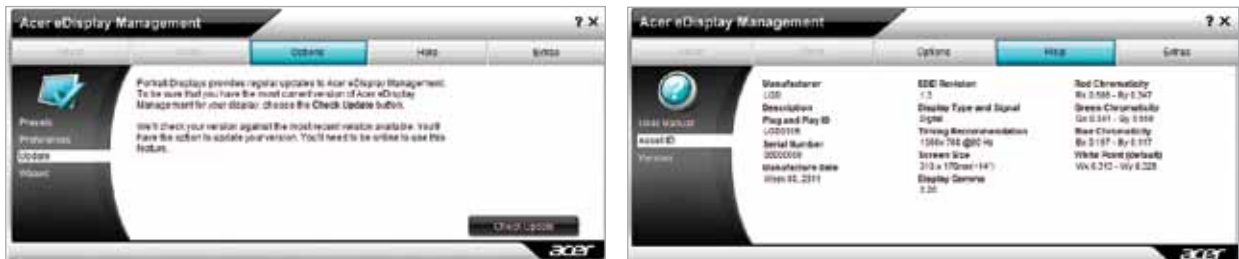 Acer eDisplay Management
? X
Options
Help
Extras
Presets
Preferences
Update
Wizard
Portrait Displays provides regular updates to Acer eDisplay Management.
To be sure that you have the most current version of Acer eDisplay
Management for your display, choose the Check Update button.
We'll check your version against the most recent version available. You'll
have the option to update your version. You'll need to be online to use this
feature.
Check Update
acer
Acer eDisplay Management
? X
Options
Help
Extras
User Manual
Asset ID
Version
Manufacturer
LGD
Description
Plug and Play ID
Serial Number
00000000
Manufacture date
2011
EDID Revision
1.3
Display Type and Signal
Digital
Timing Recommendation
Screen Size
Display Gamma
2.20
Red Chromaticity
Green Chromaticity
Blue Chromaticity
White Point (default)
acer